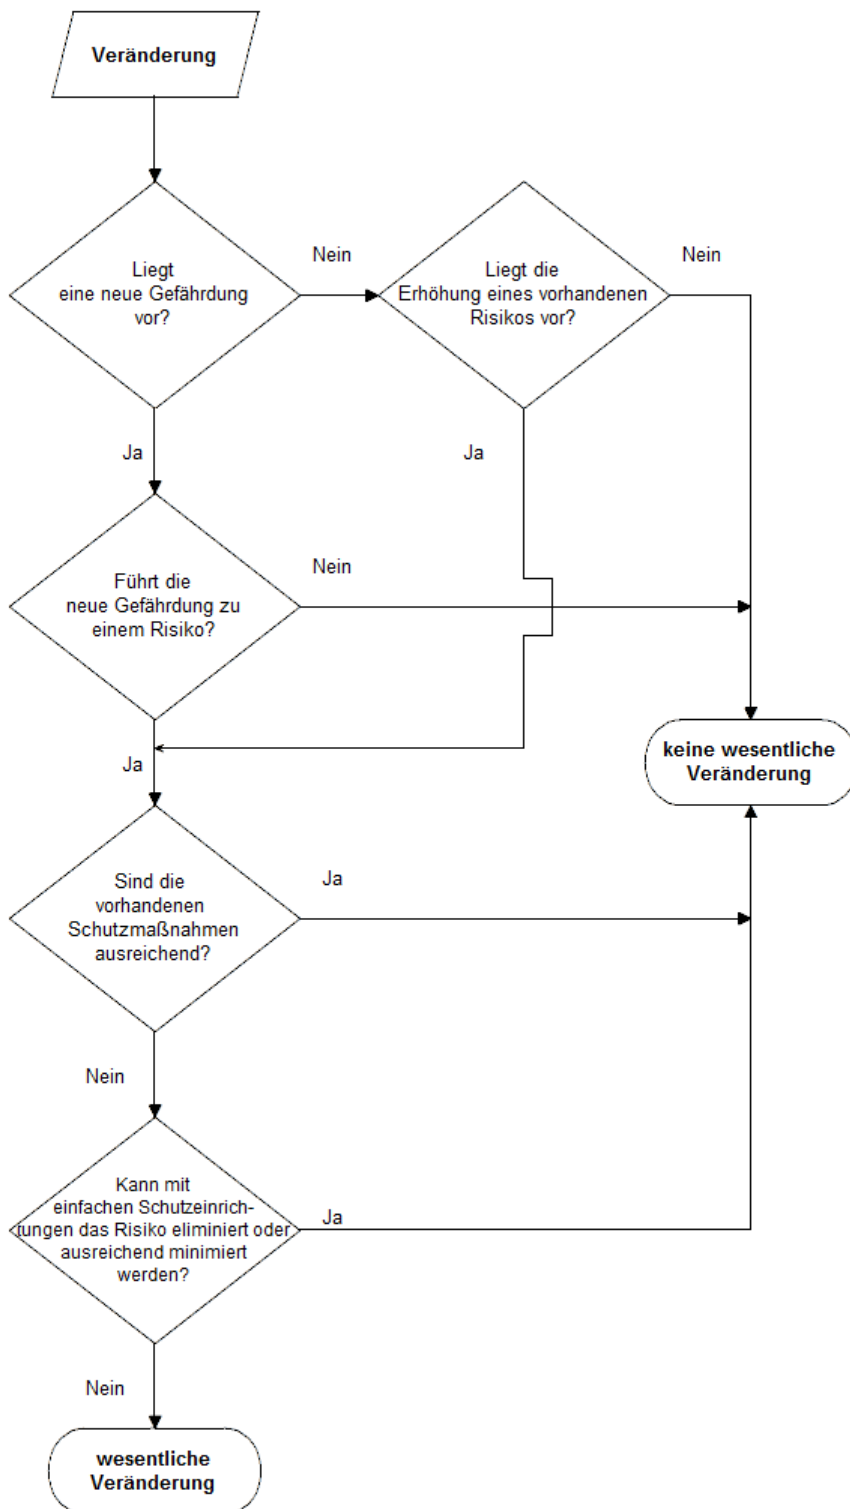 Veränderung
Liegt
eine neue Gefährdung
vor?
Nein
Liegt die
Erhöhung eines vorhandenen
Risikos vor?
Nein
Ja
Ja
Führt die
neue Gefährdung zu
einem Risiko?
Nein
keine wesentliche
Veränderung
Ja
Sind die
vorhandenen
Schutzmaßnahmen
ausreichend?
Ja
Nein
Kann mit
einfachen Schutzeinrich-
tungen das Risiko eliminiert oder
ausreichend minimiert
werden?
Ja
Nein
wesentliche
Veränderung